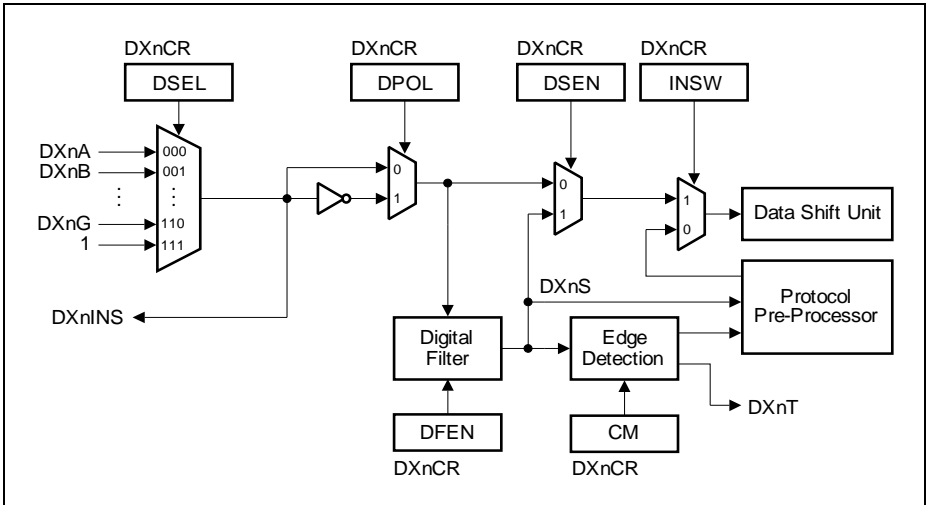 DXnCR
DSEL
DXnCR
DPOL
DXnCR
DSEN
DXnCR
INSW
DXnA
000
DXnB
001
DXnG
110
1
111
0
1
0
1
1
0
Data Shift Unit
DXnINS
DXnS
Protocol
Pre-Processor
Digital
Filter
Edge
Detection
DXnT
DFEN
DXnCR
CM
DXnCR